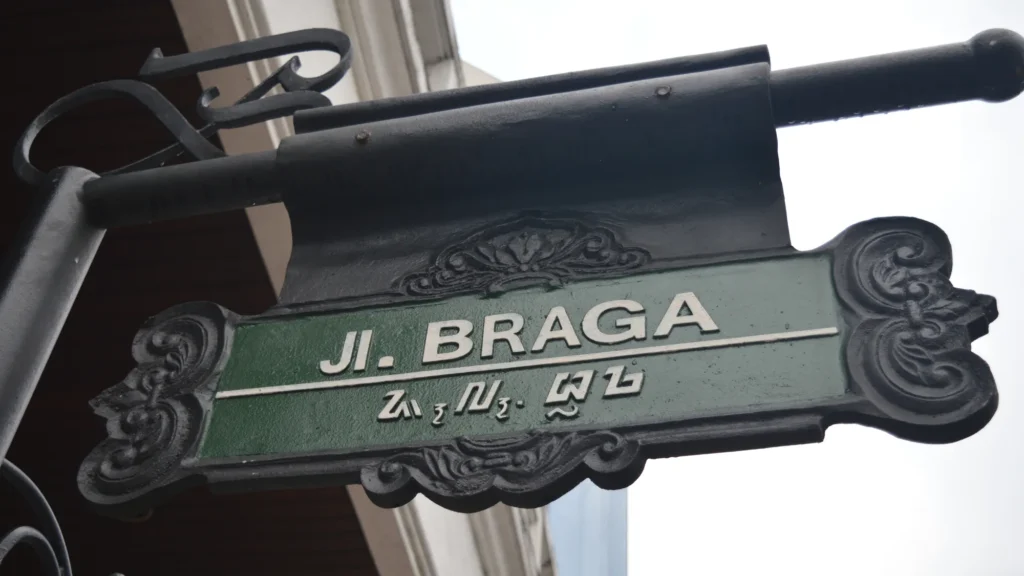 Jl. BRAGA
ᮏ᮪ᮜ᮪. ᮘᮢᮌ